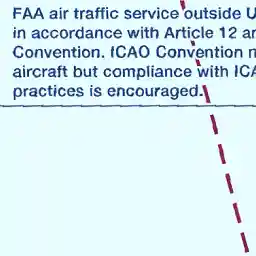 FAA air traffic service outside U
in accordance with Article 12 an
Convention. ICAO Convention n
aircraft but compliance with ICA
practices is encouraged.